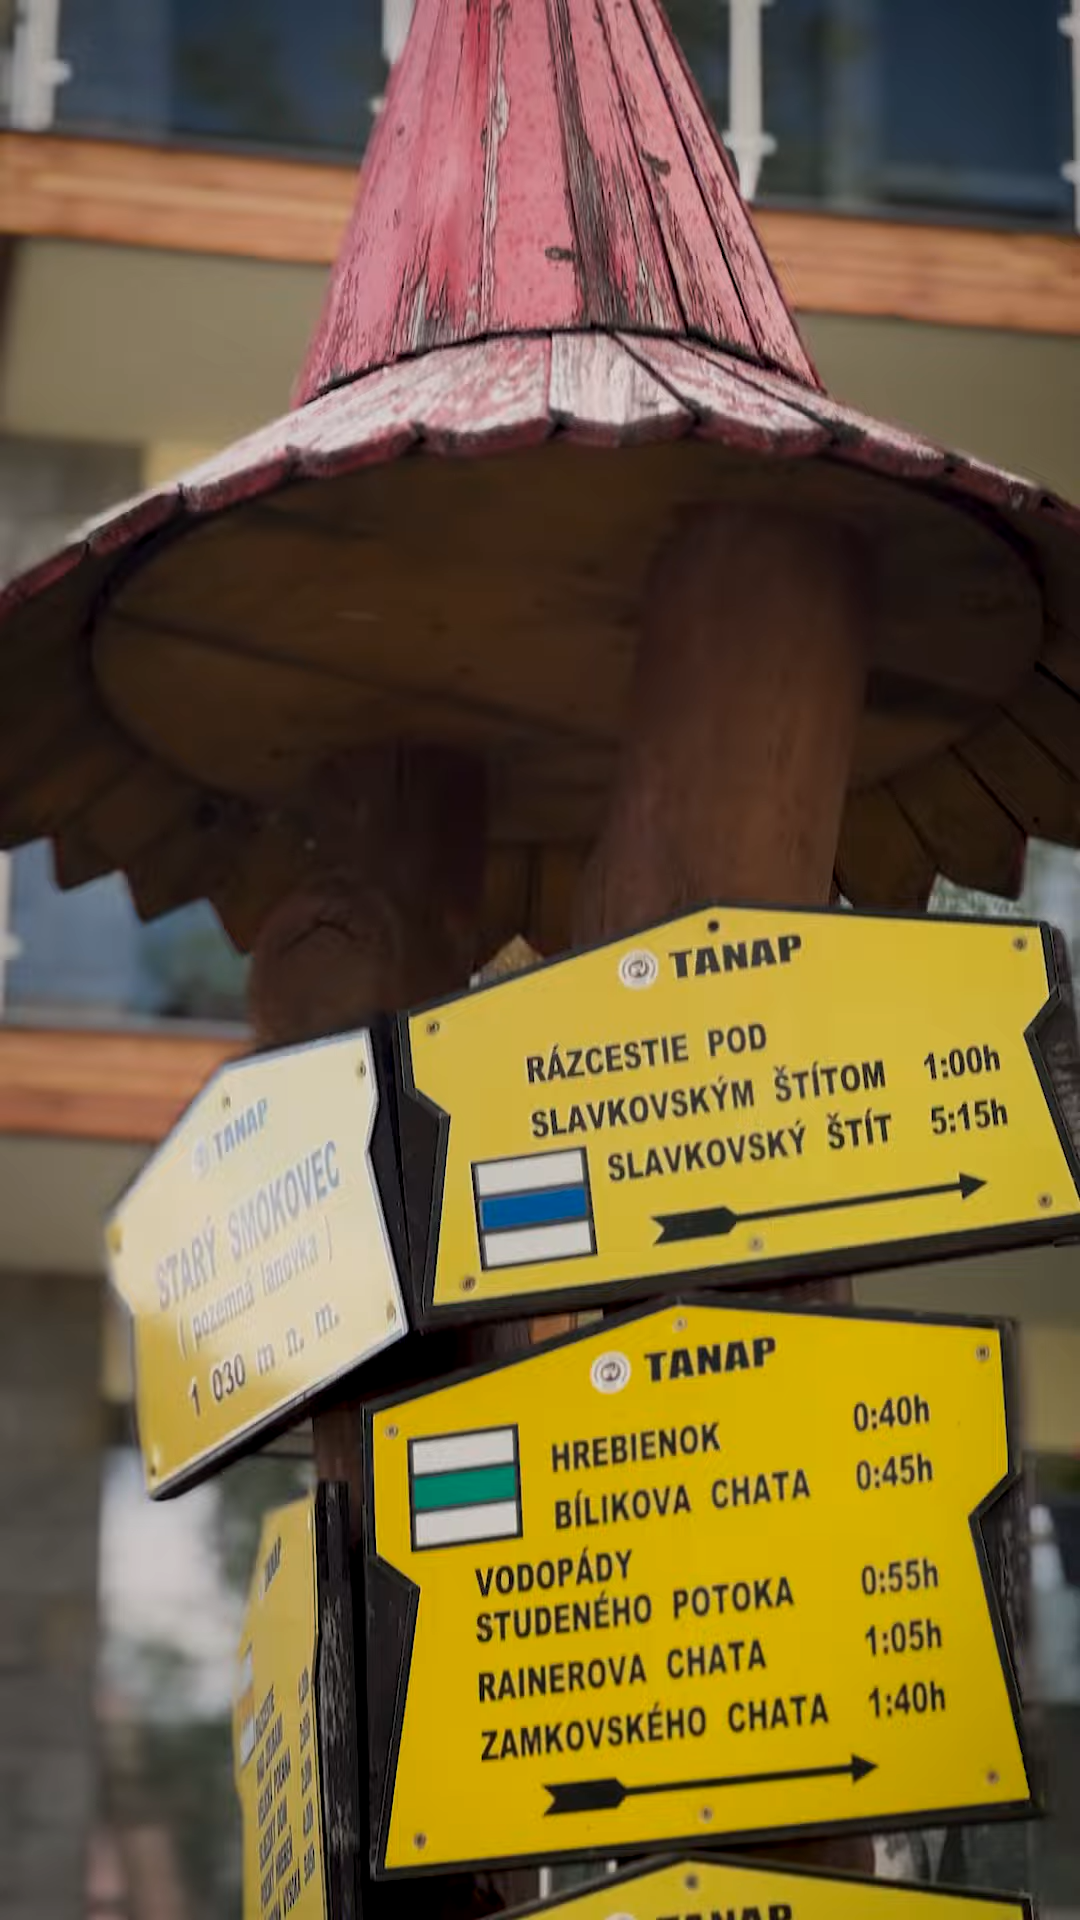 TANAP
RÁZCESTIE POD
SLAVKOVSKÝM ŠTÍTOM 1:00h
SLAVKOVSKÝ ŠTÍT 5:15h
TANAP
STARÝ SMOKOVEC
( pozemná lanovka )
1 030 m n. m.
TANAP
HREBIENOK 0:40h
BÍLIKOVA CHATA 0:45h
VODOPÁDY
STUDENÉHO POTOKA 0:55h
RAINEROVA CHATA 1:05h
ZAMKOVSKÉHO CHATA 1:40h
TANAP
TANAP